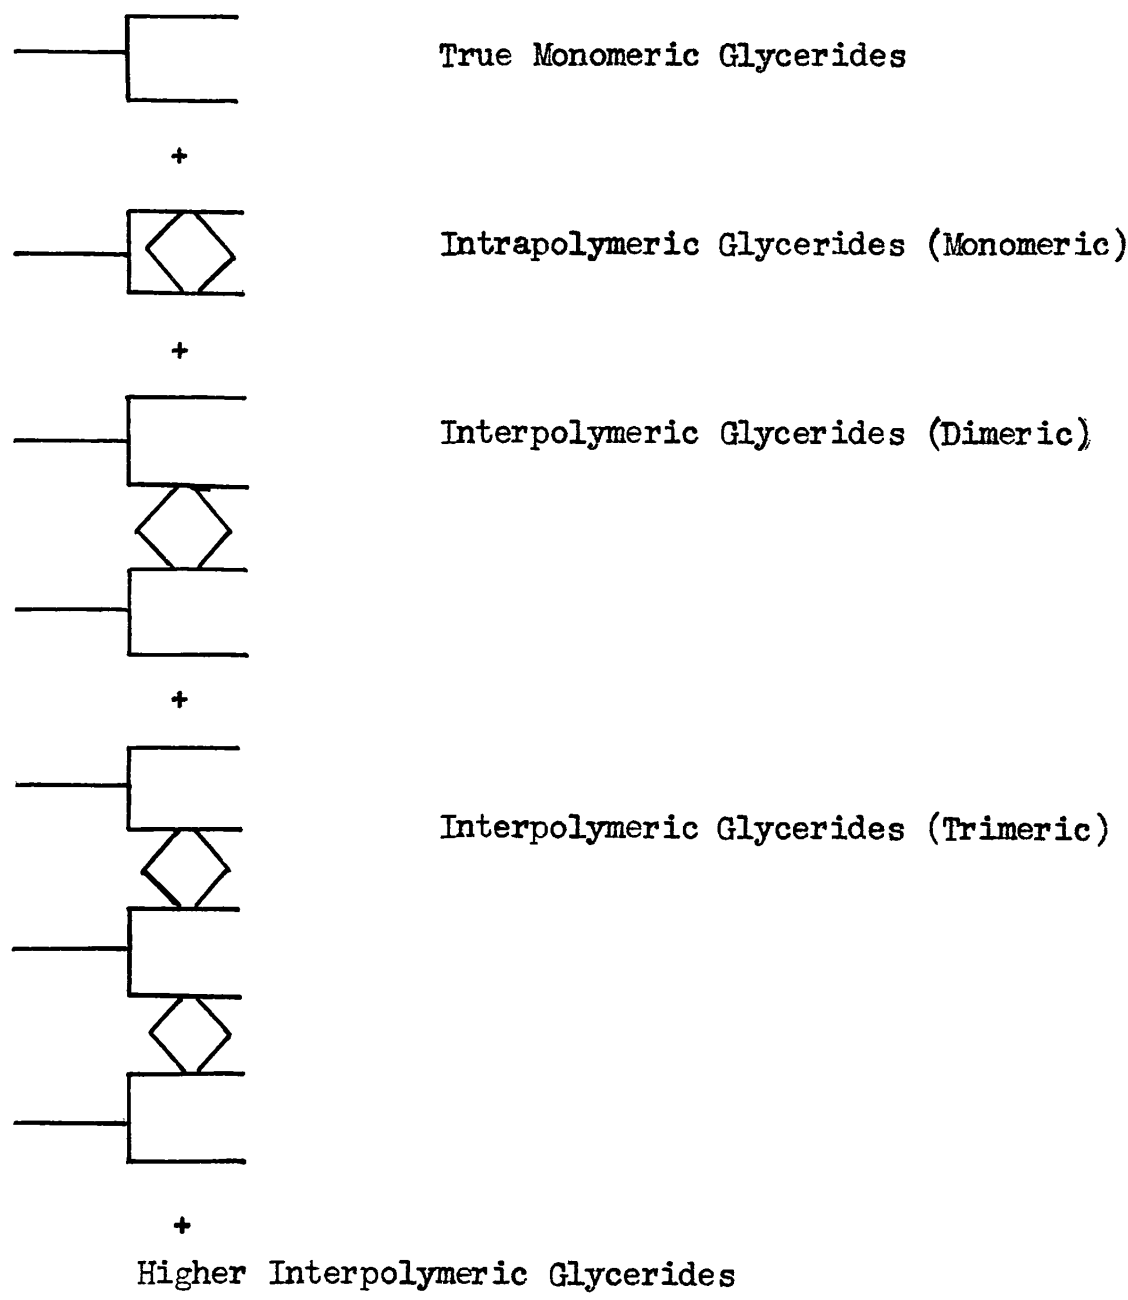 True Monomeric Glycerides
+
Intrapolymeric Glycerides (Monomeric)
+
Interpolymeric Glycerides (Dimeric)
+
Interpolymeric Glycerides (Trimeric)
+
Higher Interpolymeric Glycerides